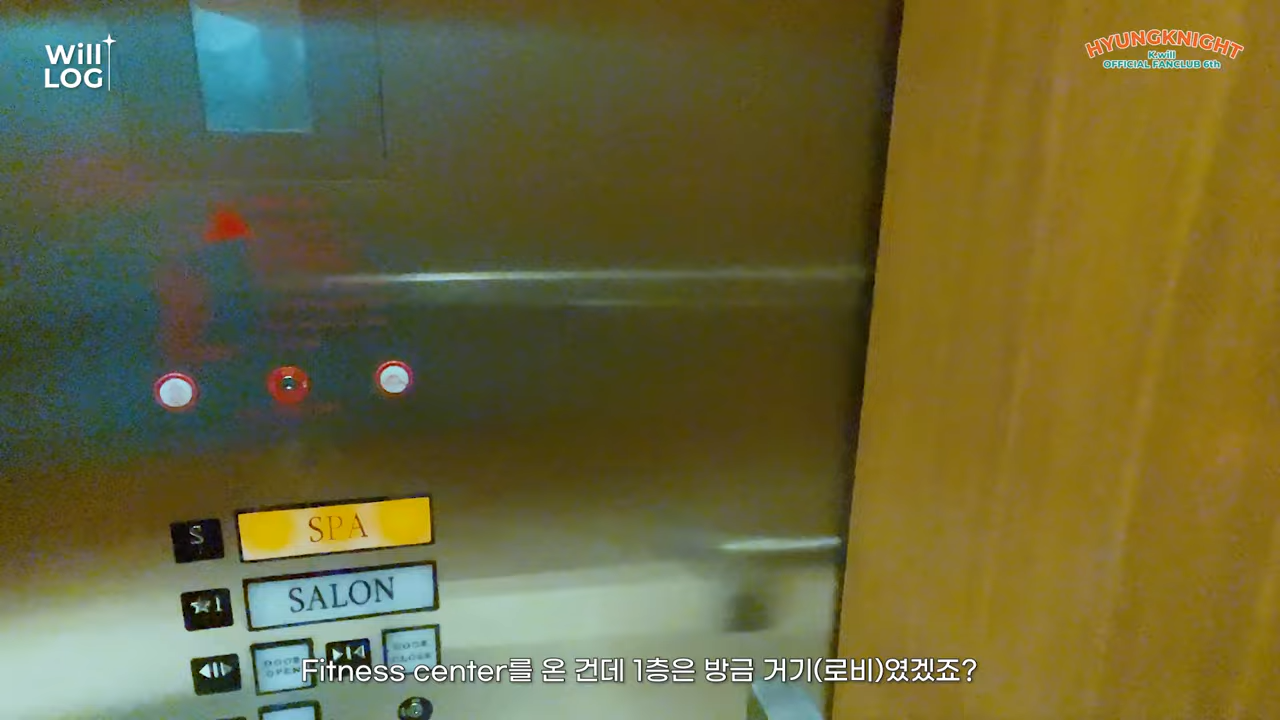 Will
LOG
HYUNGKNIGHT
K.will
OFFICIAL FANCLUB 6th
S
SPA
★1
SALON
DOOR
OPEN
DOOR
CLOSE
Fitness center를 온 건데 1층은 방금 거기(로비)였겠죠?